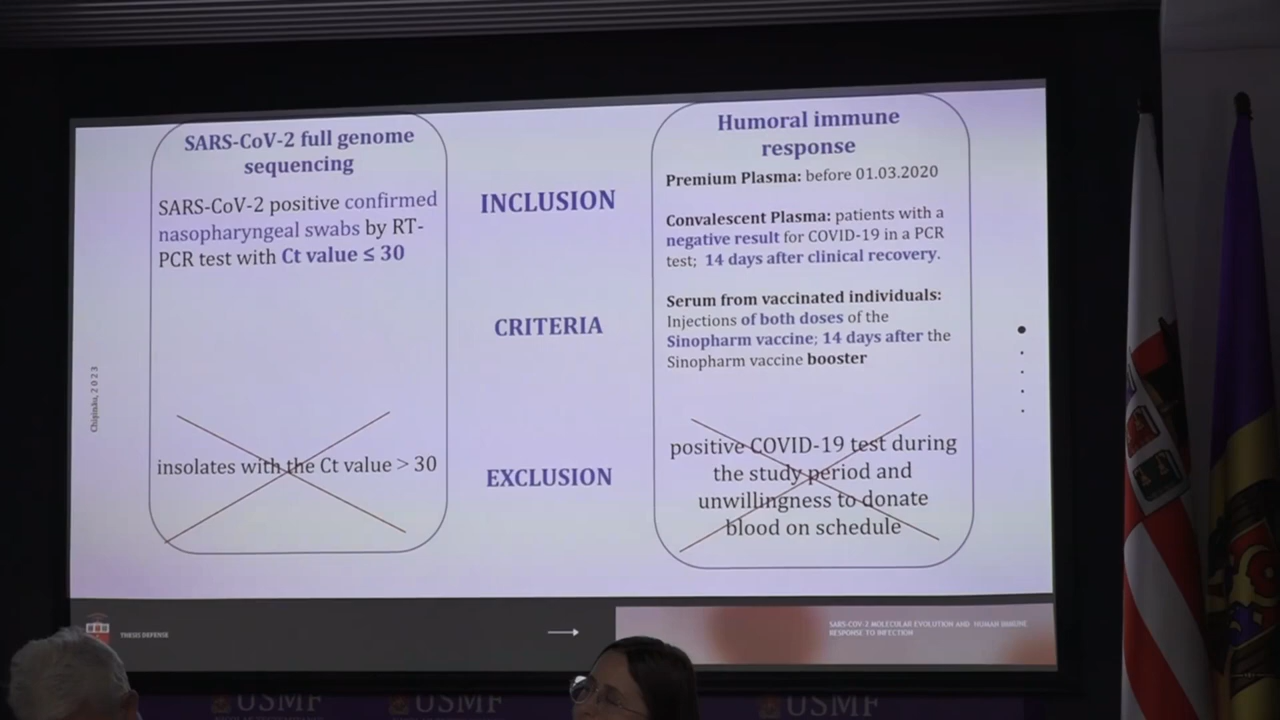 SARS-CoV-2 full genome
sequencing
SARS-CoV-2 positive confirmed
nasopharyngeal swabs by RT-
PCR test with Ct value ≤ 30
insolates with the Ct value > 30
INCLUSION
CRITERIA
EXCLUSION
Humoral immune
response
Premium Plasma: before 01.03.2020
Convalescent Plasma: patients with a
negative result for COVID-19 in a PCR
test; 14 days after clinical recovery.
Serum from vaccinated individuals:
Injections of both doses of the
Sinopharm vaccine; 14 days after the
Sinopharm vaccine booster
positive COVID-19 test during
the study period and
unwillingness to donate
blood on schedule
Chișinău, 2023
THESIS DEFENSE
SARS-COV-2 MOLECULAR EVOLUTION AND HUMAN IMMUNE
RESPONSE TO INFECTION
USMF
USMF
USMF